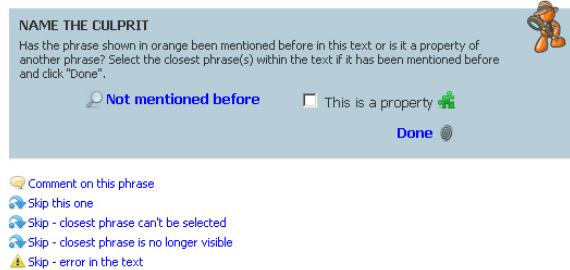 NAME THE CULPRIT
Has the phrase shown in orange been mentioned before in this text or is it a property of
another phrase? Select the closest phrase(s) within the text if it has been mentioned before
and click "Done".
Not mentioned before This is a property
Done
Comment on this phrase
Skip this one
Skip - closest phrase can't be selected
Skip - closest phrase is no longer visible
Skip - error in the text